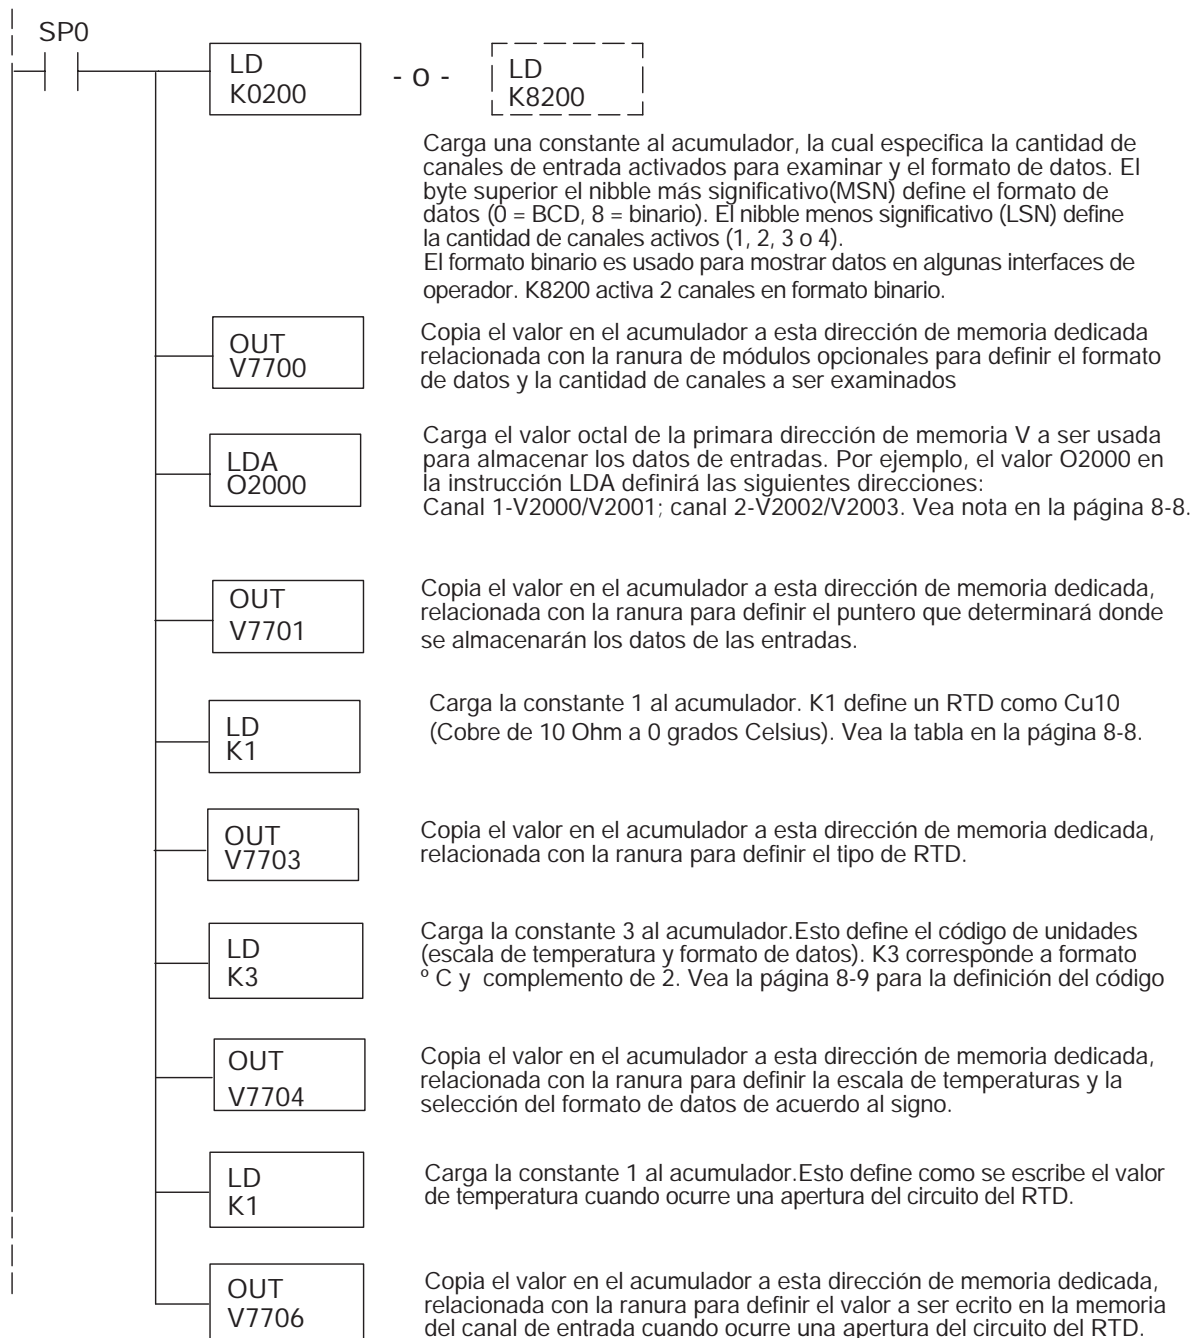 SP0
LD
K0200
- o -
LD
K8200
Carga una constante al acumulador, la cual especifica la cantidad de
canales de entrada activados para examinar y el formato de datos. El
byte superior el nibble más significativo(MSN) define el formato de
datos (0 = BCD, 8 = binario). El nibble menos significativo (LSN) define
la cantidad de canales activos (1, 2, 3 o 4).
El formato binario es usado para mostrar datos en algunas interfaces de
operador. K8200 activa 2 canales en formato binario.
OUT
V7700
Copia el valor en el acumulador a esta dirección de memoria dedicada
relacionada con la ranura de módulos opcionales para definir el formato
de datos y la cantidad de canales a ser examinados
LDA
O2000
Carga el valor octal de la primara dirección de memoria V a ser usada
para almacenar los datos de entradas. Por ejemplo, el valor O2000 en
la instrucción LDA definirá las siguientes direcciones:
Canal 1-V2000/V2001; canal 2-V2002/V2003. Vea nota en la página 8-8.
OUT
V7701
Copia el valor en el acumulador a esta dirección de memoria dedicada,
relacionada con la ranura para definir el puntero que determinará donde
se almacenarán los datos de las entradas.
LD
K1
Carga la constante 1 al acumulador. K1 define un RTD como Cu10
(Cobre de 10 Ohm a 0 grados Celsius). Vea la tabla en la página 8-8.
OUT
V7703
Copia el valor en el acumulador a esta dirección de memoria dedicada,
relacionada con la ranura para definir el tipo de RTD.
LD
K3
Carga la constante 3 al acumulador.Esto define el código de unidades
(escala de temperatura y formato de datos). K3 corresponde a formato
º C y complemento de 2. Vea la página 8-9 para la definición del código
OUT
V7704
Copia el valor en el acumulador a esta dirección de memoria dedicada,
relacionada con la ranura para definir la escala de temperaturas y la
selección del formato de datos de acuerdo al signo.
LD
K1
Carga la constante 1 al acumulador.Esto define como se escribe el valor
de temperatura cuando ocurre una apertura del circuito del RTD.
OUT
V7706
Copia el valor en el acumulador a esta dirección de memoria dedicada,
relacionada con la ranura para definir el valor a ser ecrito en la memoria
del canal de entrada cuando ocurre una apertura del circuito del RTD.